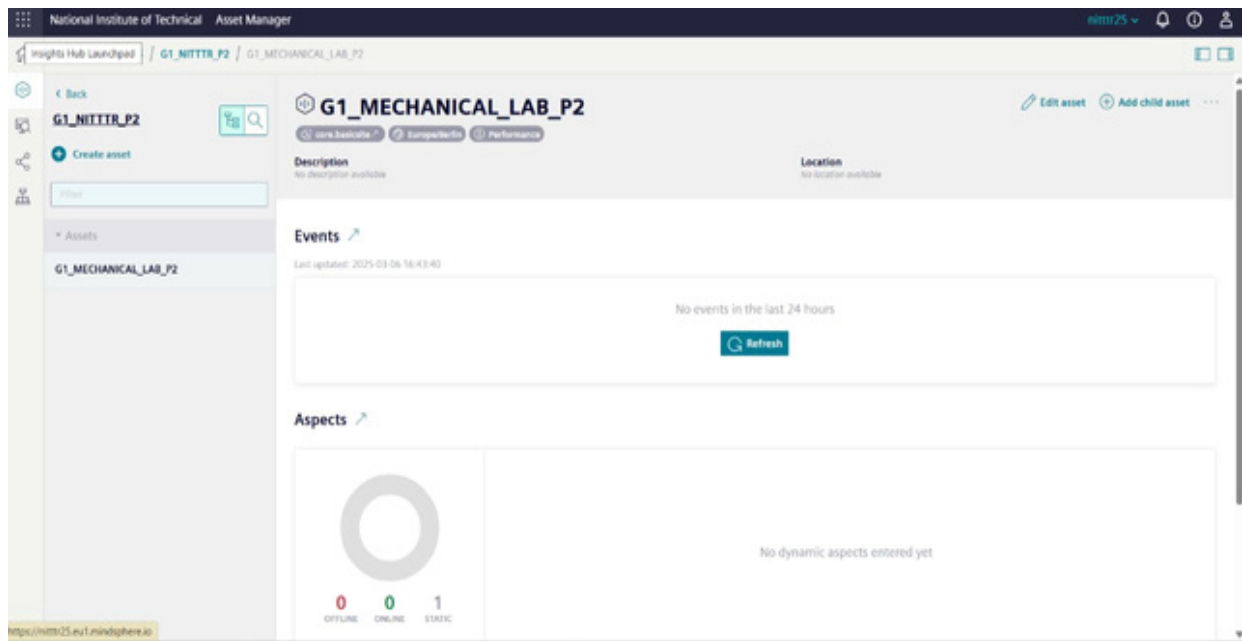 National Institute of Technical Asset Manager
nitttr25
Insights Hub Launchpad / G1_NITTTR_P2 / G1_MECHANICAL_LAB_P2
Back
G1_NITTTR_P2
Create asset
Filter
Assets
G1_MECHANICAL_LAB_P2
G1_MECHANICAL_LAB_P2
Edit asset
Add child asset
core.basicsite
Europe/Berlin
Performance
Description
No description available
Location
No location available
Events
Last updated: 2025-03-06 16:43:40
No events in the last 24 hours
Refresh
Aspects
0
OFFLINE
0
ONLINE
1
STATIC
No dynamic aspects entered yet
https://nitttr25.eu1.mindsphere.io